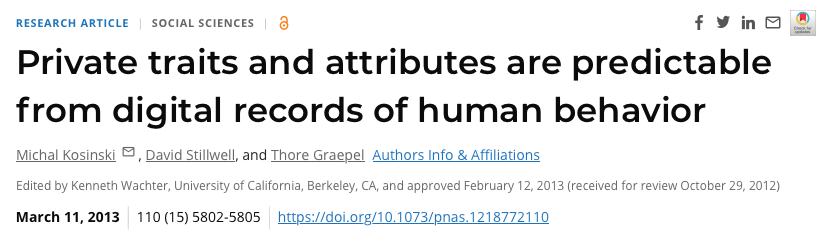 RESEARCH ARTICLE | SOCIAL SCIENCES |
Check for updates
Private traits and attributes are predictable
from digital records of human behavior
Michal Kosinski, David Stillwell, and Thore Graepel Authors Info & Affiliations
Edited by Kenneth Wachter, University of California, Berkeley, CA, and approved February 12, 2013 (received for review October 29, 2012)
March 11, 2013 | 110 (15) 5802-5805 | https://doi.org/10.1073/pnas.1218772110